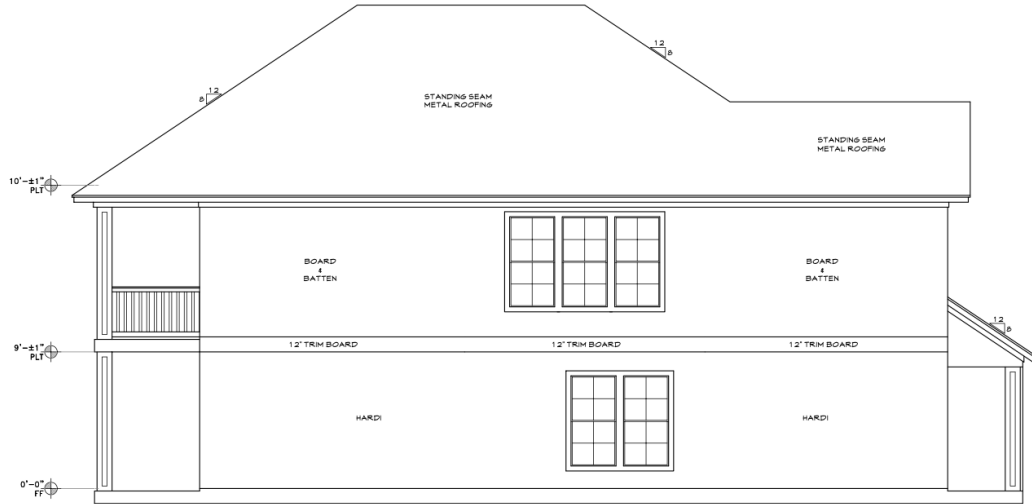 12
8
12
8
STANDING SEAM
METAL ROOFING
STANDING SEAM
METAL ROOFING
10'-±1"
PLT
BOARD
&
BATTEN
BOARD
&
BATTEN
12
8
9'-±1"
PLT
12" TRIM BOARD
12" TRIM BOARD
12" TRIM BOARD
HARDI
HARDI
0'-0"
FF